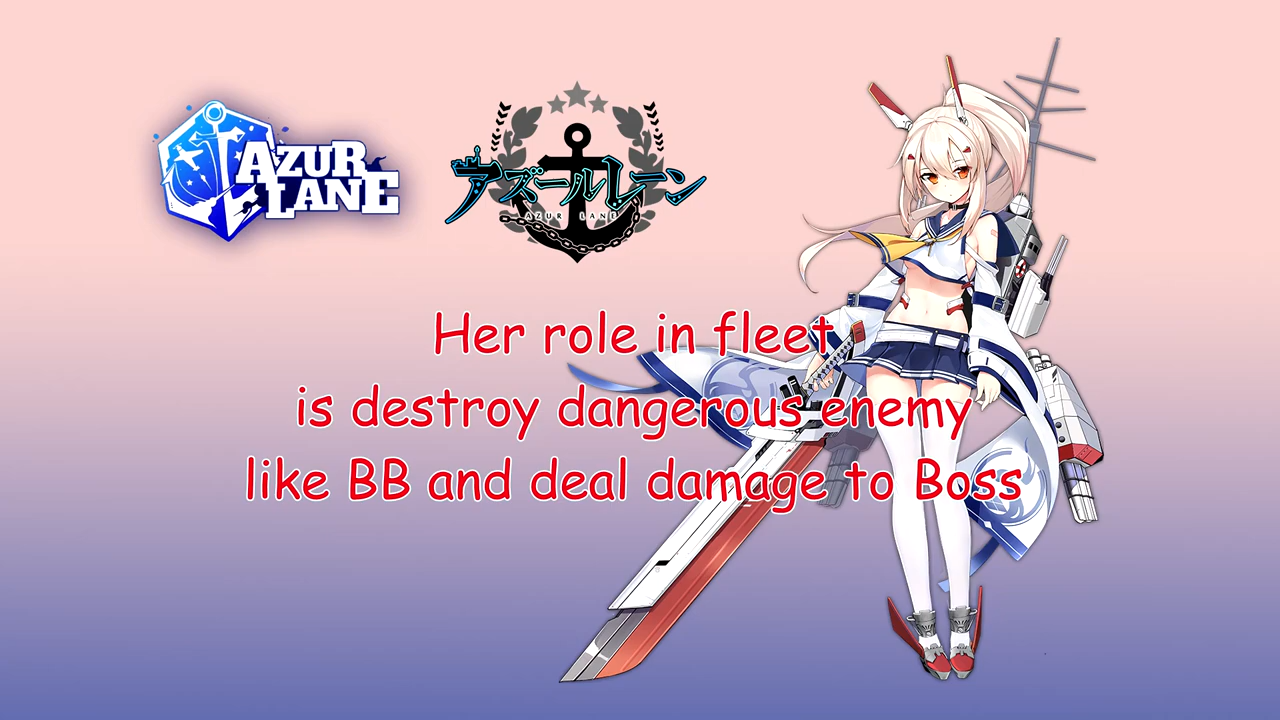 AZUR
LANE
アズールレーン
AZUR LANE
Her role in fleet
is destroy dangerous enemy
like BB and deal damage to Boss